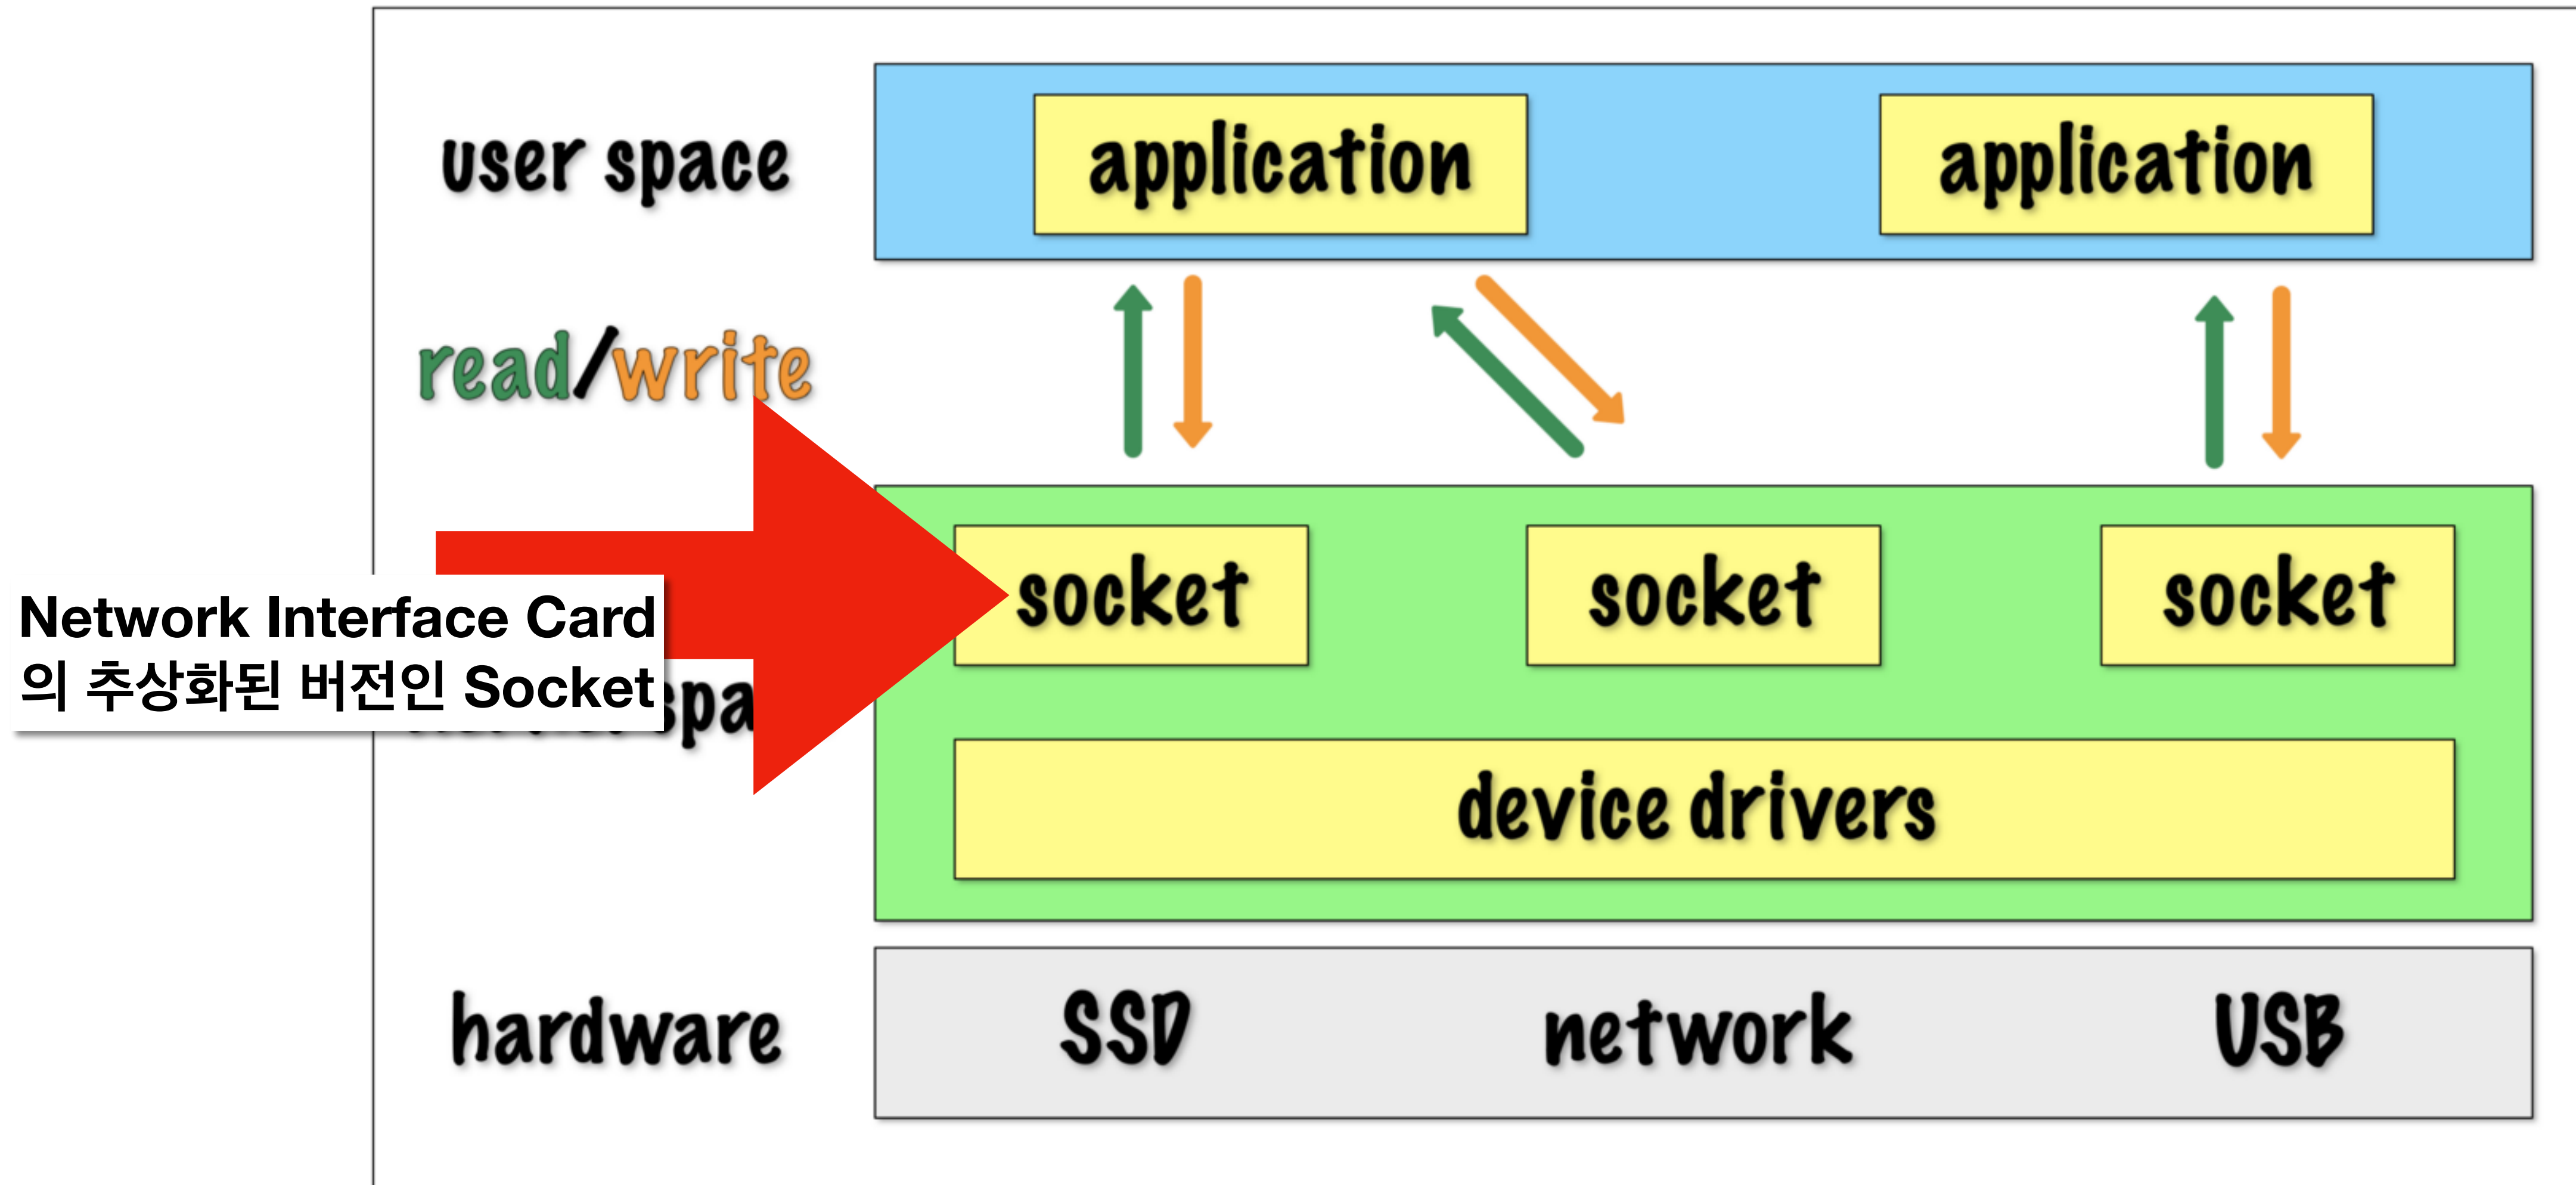 user space
application
application
read/write
socket
socket
socket
Network Interface Card
의 추상화된 버전인 Socket
device drivers
hardware
SSD
network
USB